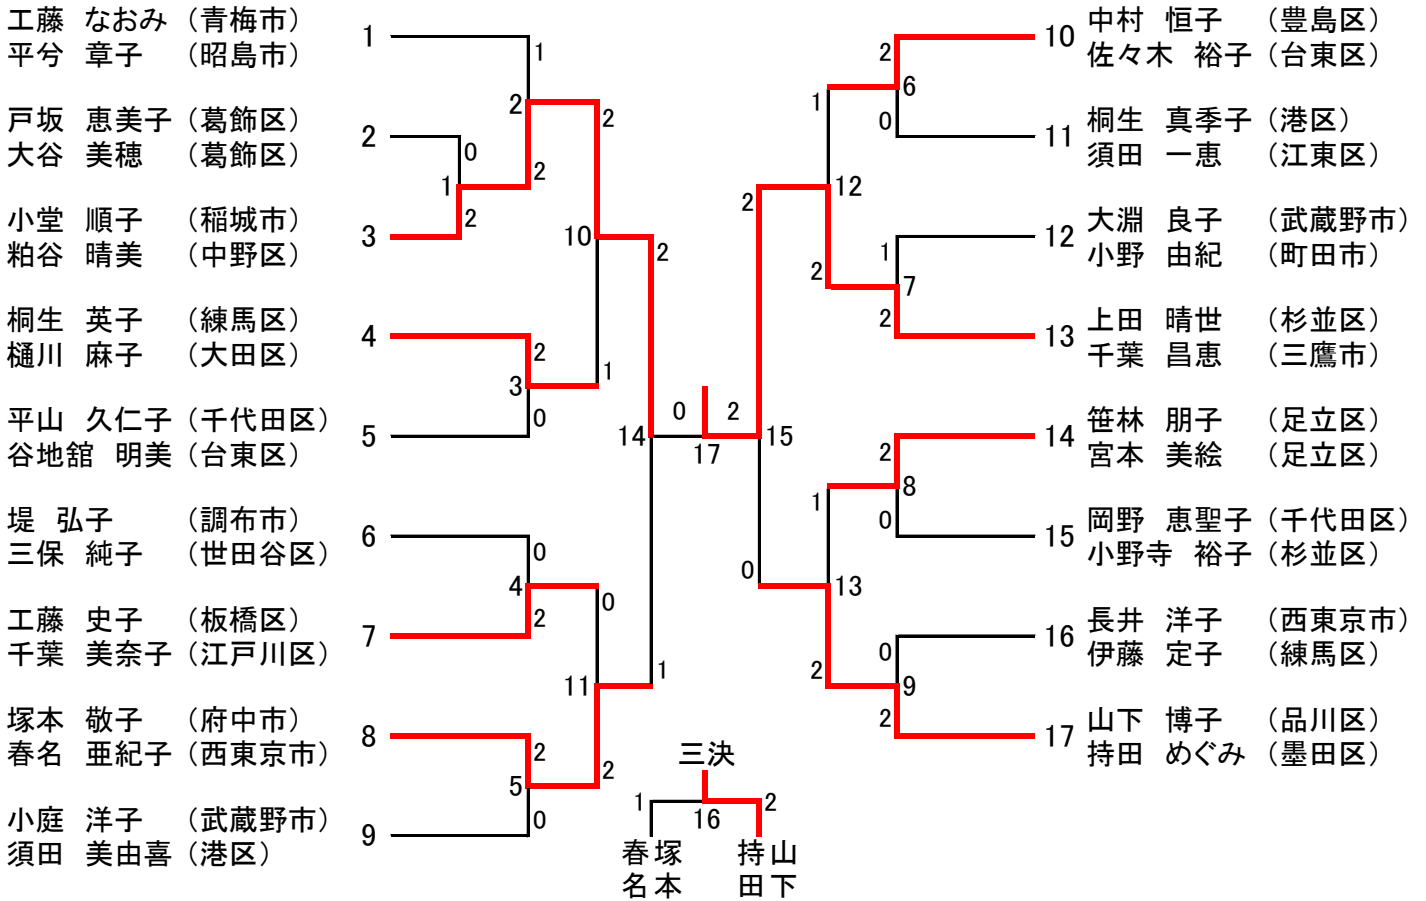 工藤 なおみ (青梅市)
平兮 章子 (昭島市)
1
戸坂 恵美子 (葛飾区)
大谷 美穂 (葛飾区)
2
小堂 順子 (稲城市)
粕谷 晴美 (中野区)
3
桐生 英子 (練馬区)
樋川 麻子 (大田区)
4
平山 久仁子 (千代田区)
谷地舘 明美 (台東区)
5
堤 弘子 (調布市)
三保 純子 (世田谷区)
6
工藤 史子 (板橋区)
千葉 美奈子 (江戸川区)
7
塚本 敬子 (府中市)
春名 亜紀子 (西東京市)
8
小庭 洋子 (武蔵野市)
須田 美由喜 (港区)
9
1
2
2
0
1
2
2
10
2
2
3
0
1
14
0
4
2
0
11
1
2
5
2
0
0
2
17
15
三決
1
16
2
春名
塚本
持田
山下
2
6
0
1
12
2
1
2
7
2
2
8
0
1
0
13
2
0
9
2
10
中村 恒子 (豊島区)
佐々木 裕子 (台東区)
11
桐生 真季子 (港区)
須田 一恵 (江東区)
12
大淵 良子 (武蔵野市)
小野 由紀 (町田市)
13
上田 晴世 (杉並区)
千葉 昌恵 (三鷹市)
14
笹林 朋子 (足立区)
宮本 美絵 (足立区)
15
岡野 恵聖子 (千代田区)
小野寺 裕子 (杉並区)
16
長井 洋子 (西東京市)
伊藤 定子 (練馬区)
17
山下 博子 (品川区)
持田 めぐみ (墨田区)